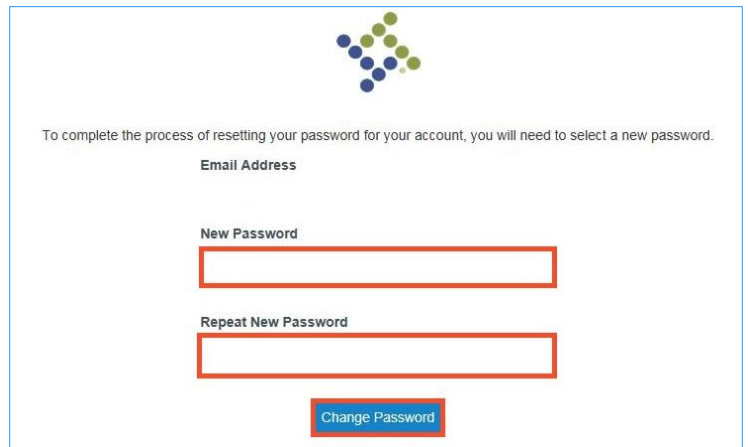 ®
To complete the process of resetting your password for your account, you will need to select a new password.
Email Address
New Password
Repeat New Password
Change Password